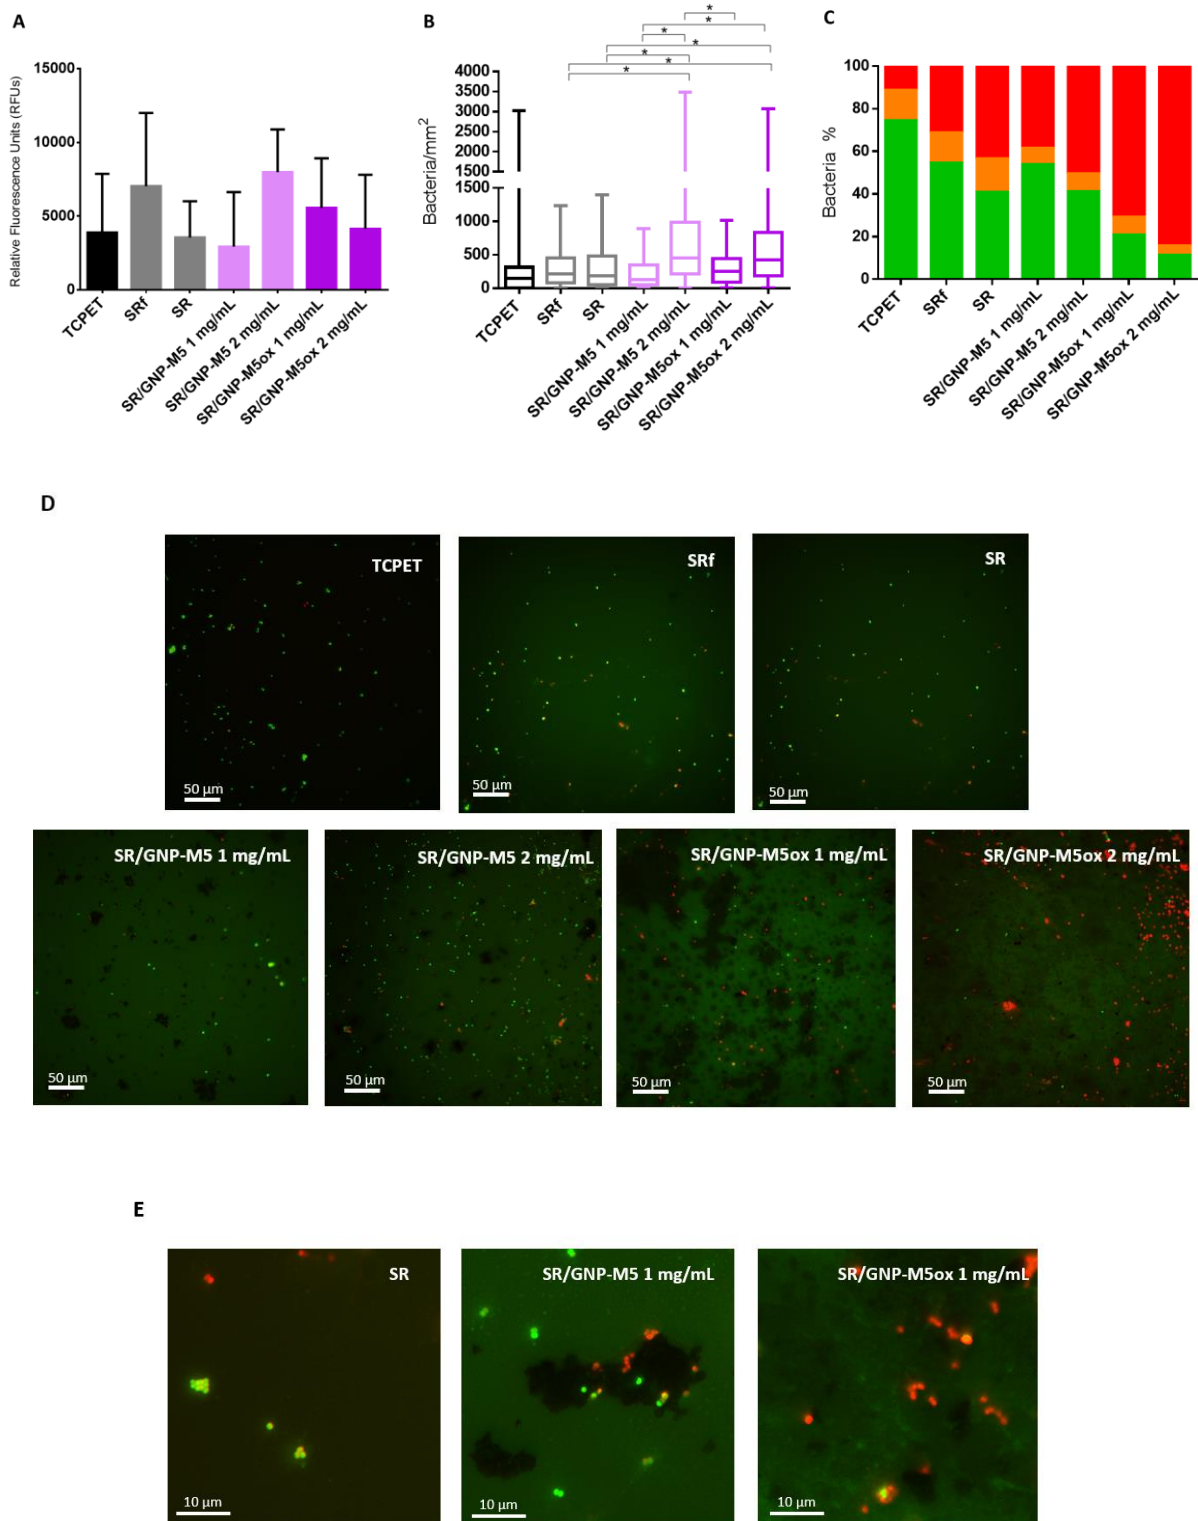 A
Relative Fluorescence Units (RFUs)
15000
10000
5000
0
TCPET
SRf
SR
SR/GNP-M5 1 mg/mL
SR/GNP-M5 2 mg/mL
SR/GNP-M5ox 1 mg/mL
SR/GNP-M5ox 2 mg/mL
B
*
*
*
*
*
*
*
Bacteria/mm²
4000
3500
3000
2500
2000
1500
1500
1000
500
0
TCPET
SRf
SR
SR/GNP-M5 1 mg/mL
SR/GNP-M5 2 mg/mL
SR/GNP-M5ox 1 mg/mL
SR/GNP-M5ox 2 mg/mL
C
Bacteria %
100
80
60
40
20
0
TCPET
SRf
SR
SR/GNP-M5 1 mg/mL
SR/GNP-M5 2 mg/mL
SR/GNP-M5ox 1 mg/mL
SR/GNP-M5ox 2 mg/mL
D
TCPET
50 µm
SRf
50 µm
SR
50 µm
SR/GNP-M5 1 mg/mL
50 µm
SR/GNP-M5 2 mg/mL
50 µm
SR/GNP-M5ox 1 mg/mL
50 µm
SR/GNP-M5ox 2 mg/mL
50 µm
E
SR
10 µm
SR/GNP-M5 1 mg/mL
10 µm
SR/GNP-M5ox 1 mg/mL
10 µm